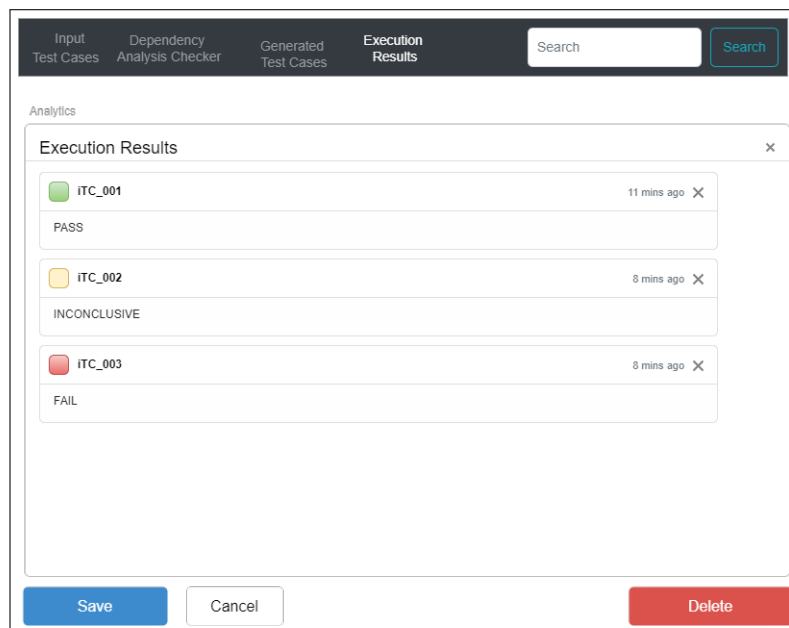 Input
Test Cases
Dependency
Analysis Checker
Generated
Test Cases
Execution
Results
Search
Search
Analytics
Execution Results
×
iTC_001
11 mins ago
PASS
iTC_002
8 mins ago
INCONCLUSIVE
iTC_003
8 mins ago
FAIL
Save
Cancel
Delete